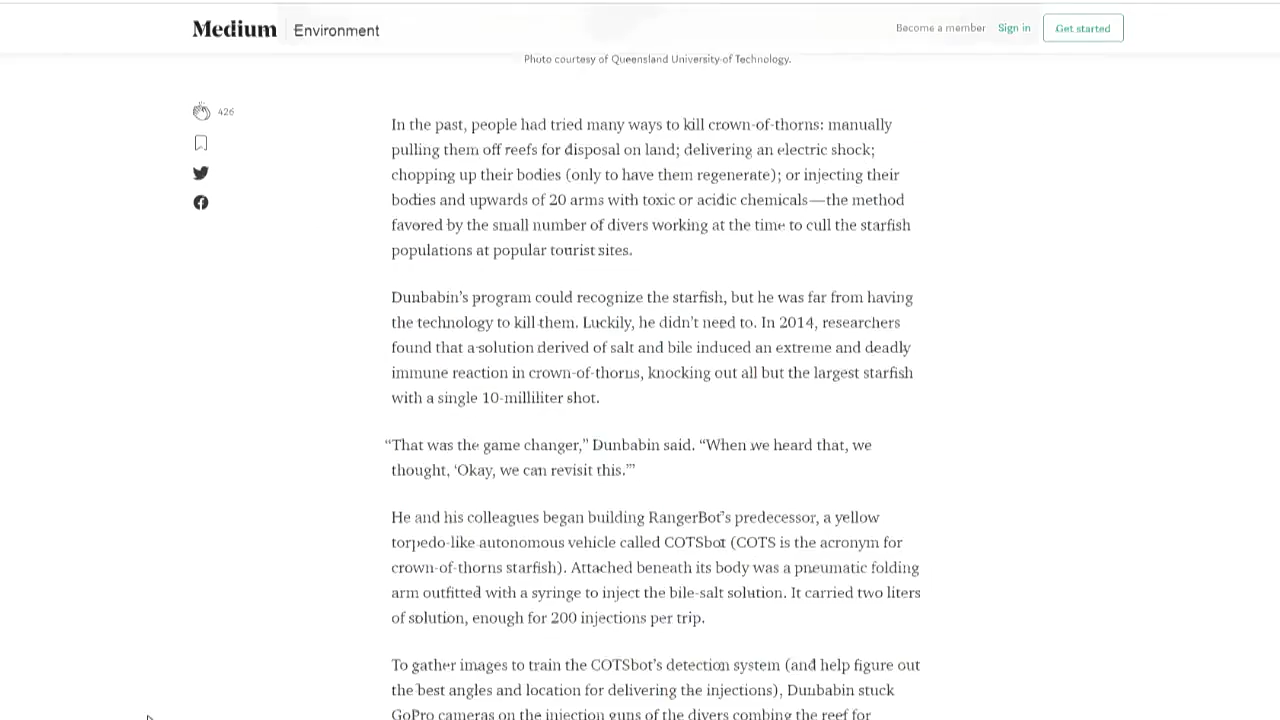 Medium
Environment
Become a member
Sign in
Get started
Photo courtesy of Queensland University of Technology.
426
In the past, people had tried many ways to kill crown-of-thorns: manually
pulling them off reefs for disposal on land; delivering an electric shock;
chopping up their bodies (only to have them regenerate); or injecting their
bodies and upwards of 20 arms with toxic or acidic chemicals—the method
favored by the small number of divers working at the time to cull the starfish
populations at popular tourist sites.
Dunbabin’s program could recognize the starfish, but he was far from having
the technology to kill them. Luckily, he didn’t need to. In 2014, researchers
found that a solution derived of salt and bile induced an extreme and deadly
immune reaction in crown-of-thorns, knocking out all but the largest starfish
with a single 10-milliliter shot.
“That was the game changer,” Dunbabin said. “When we heard that, we
thought, ‘Okay, we can revisit this.’”
He and his colleagues began building RangerBot’s predecessor, a yellow
torpedo-like autonomous vehicle called COTSbot (COTS is the acronym for
crown-of-thorns starfish). Attached beneath its body was a pneumatic folding
arm outfitted with a syringe to inject the bile-salt solution. It carried two liters
of solution, enough for 200 injections per trip.
To gather images to train the COTSbot’s detection system (and help figure out
the best angles and location for delivering the injections), Dunbabin stuck
GoPro cameras on the injection guns of the divers combing the reef for